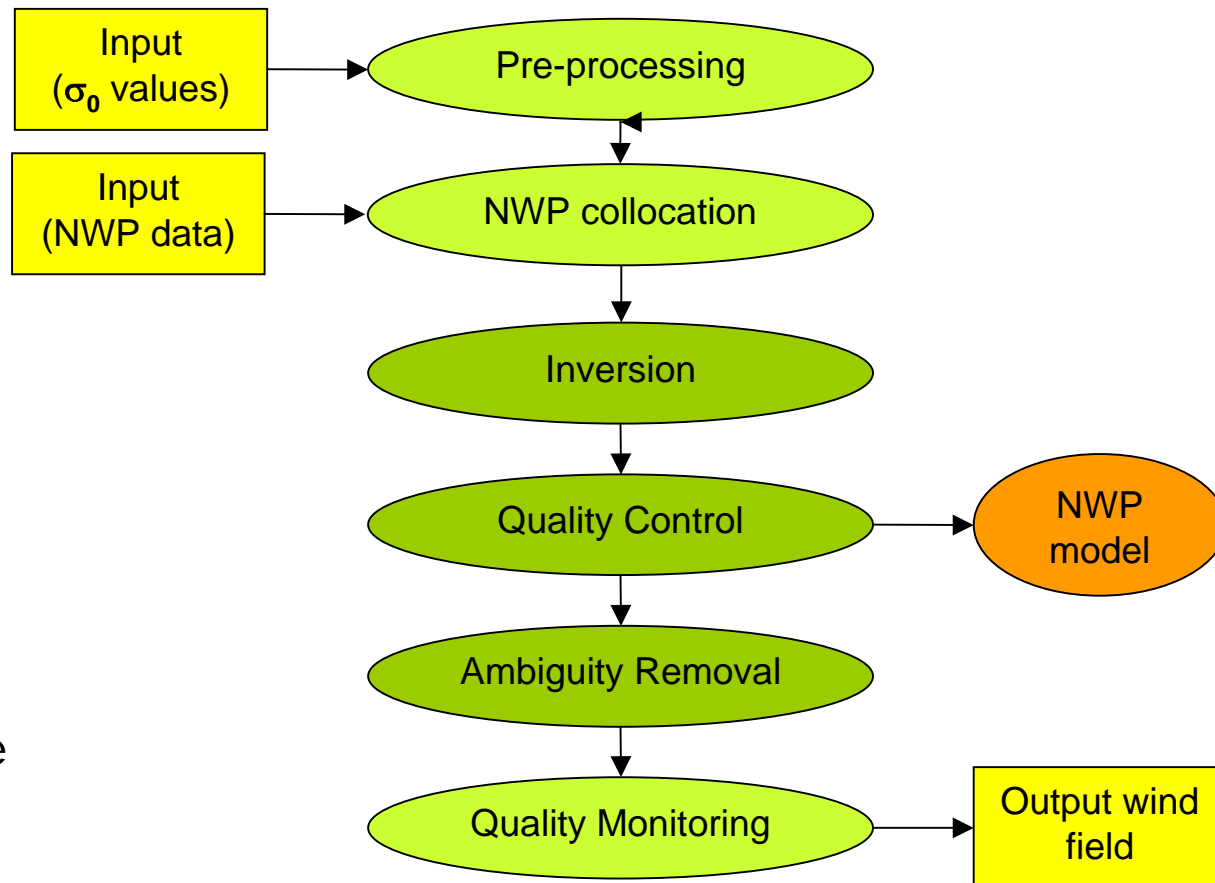 Input
(σ0 values)
Pre-processing
Input
(NWP data)
NWP collocation
Inversion
Quality Control
NWP
model
Ambiguity Removal
e
Quality Monitoring
Output wind
field